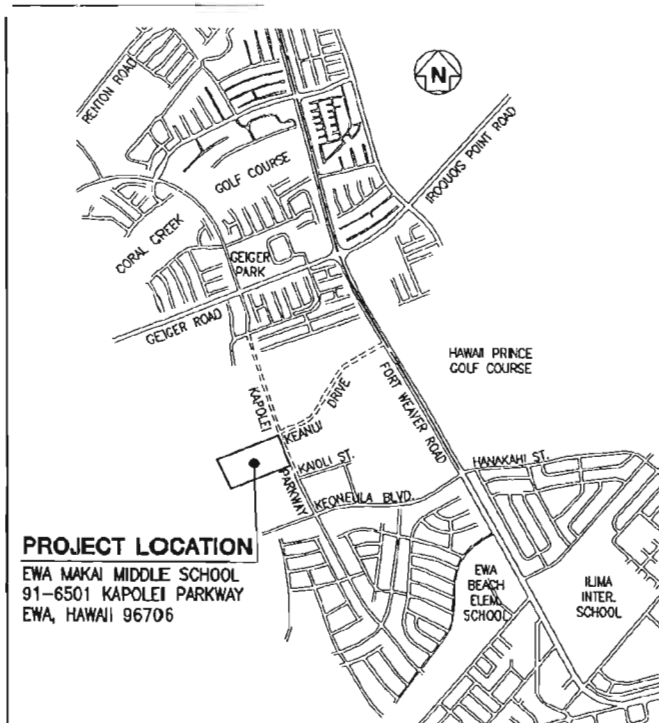 N
RENTON ROAD
GOLF COURSE
IROQUOIS POINT ROAD
CORAL CREEK
GEIGER
PARK
GEIGER ROAD
HAWAII PRINCE
GOLF COURSE
KAPOLEI
PARKWAY
KEANUI
DRIVE
FORT WEAVER ROAD
KAIOLI ST.
HANAKAHI ST.
KEONEULA BLVD.
PROJECT LOCATION
EWA MAKAI MIDDLE SCHOOL
91-6501 KAPOLEI PARKWAY
EWA, HAWAII 96706
EWA
BEACH
ELEM.
SCHOOL
ILIMA
INTER.
SCHOOL